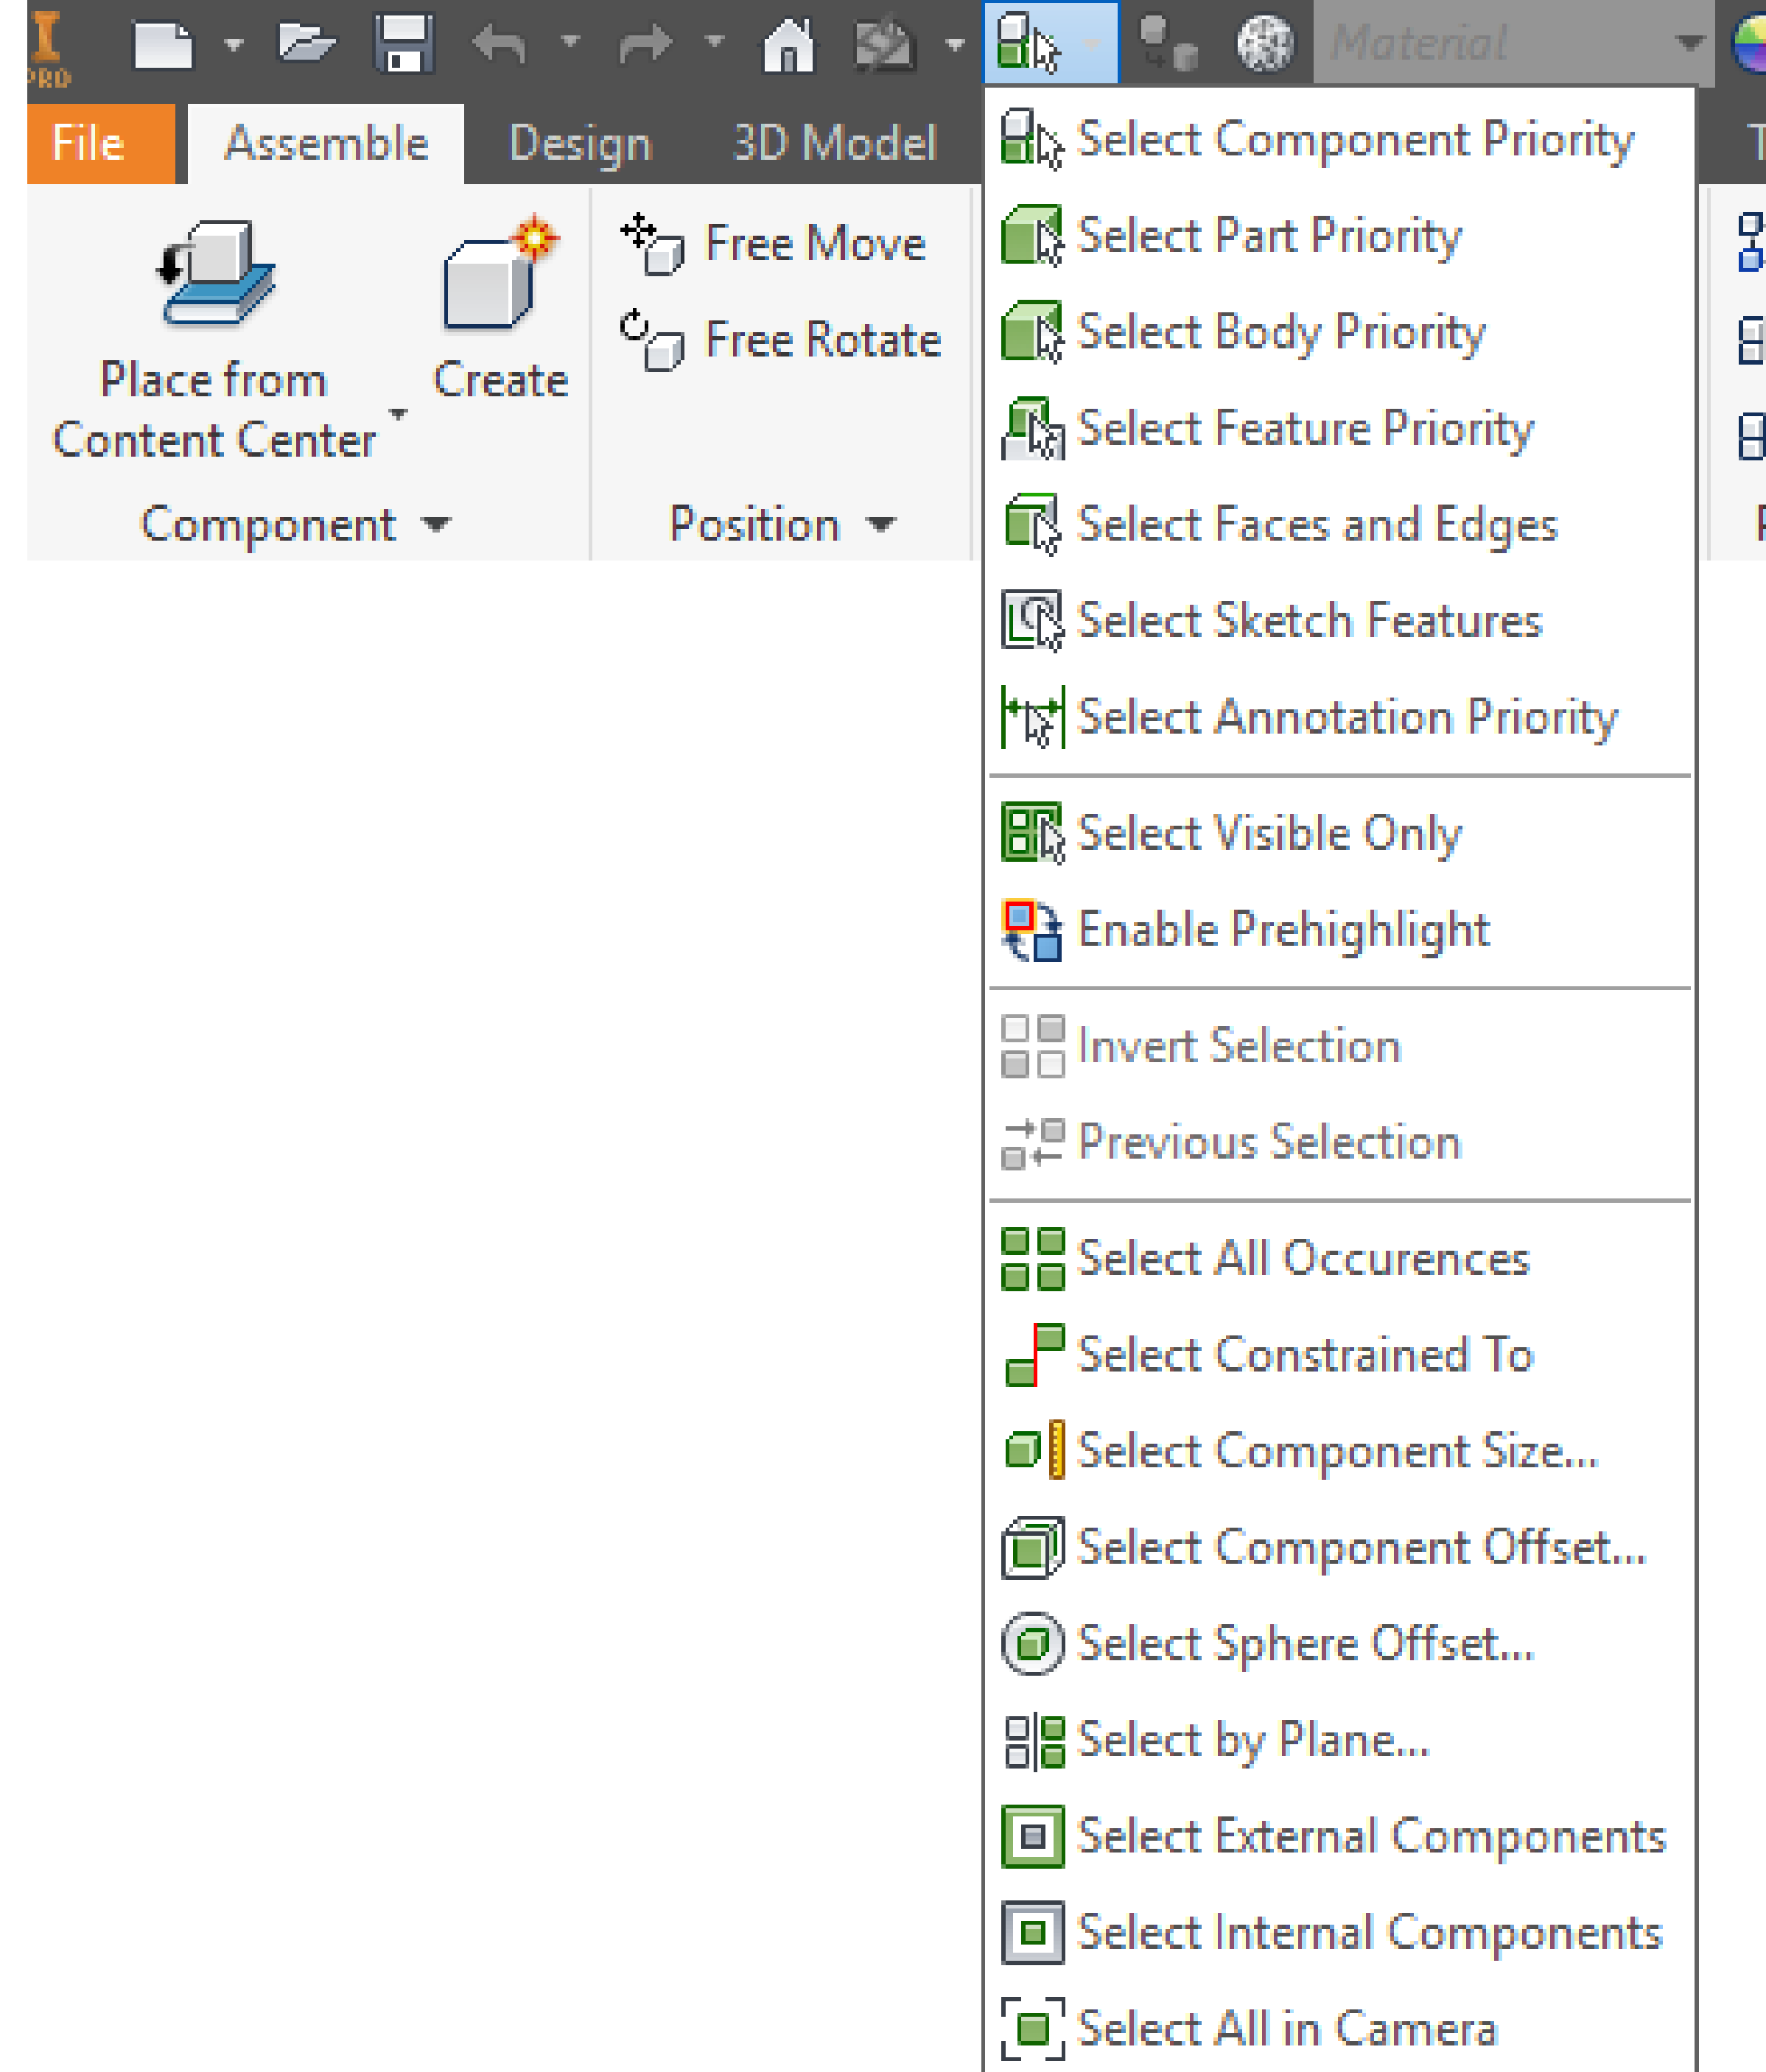 PRO
Material
File
Assemble
Design
3D Model
Place from
Content Center
Create
Free Move
Free Rotate
Component
Position
Select Component Priority
Select Part Priority
Select Body Priority
Select Feature Priority
Select Faces and Edges
Select Sketch Features
Select Annotation Priority
Select Visible Only
Enable Prehighlight
Invert Selection
Previous Selection
Select All Occurences
Select Constrained To
Select Component Size...
Select Component Offset...
Select Sphere Offset...
Select by Plane...
Select External Components
Select Internal Components
Select All in Camera